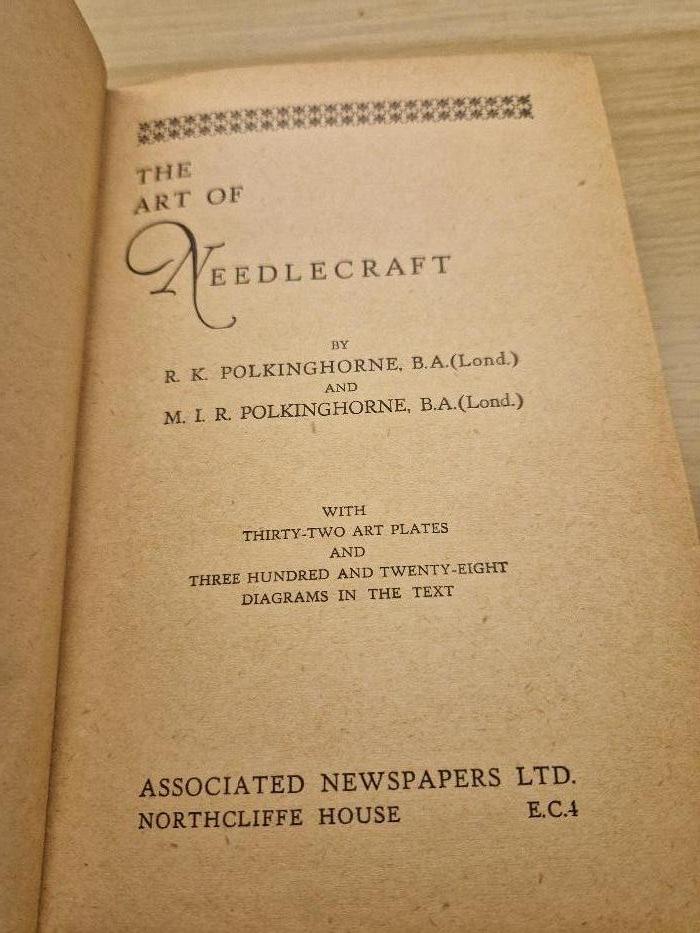 THE
ART OF
NEEDLECRAFT
BY
R. K. POLKINGHORNE, B.A.(Lond.)
AND
M. I. R. POLKINGHORNE, B.A.(Lond.)
WITH
THIRTY-TWO ART PLATES
AND
THREE HUNDRED AND TWENTY-EIGHT
DIAGRAMS IN THE TEXT
ASSOCIATED NEWSPAPERS LTD.
NORTHCLIFFE HOUSE E.C.4